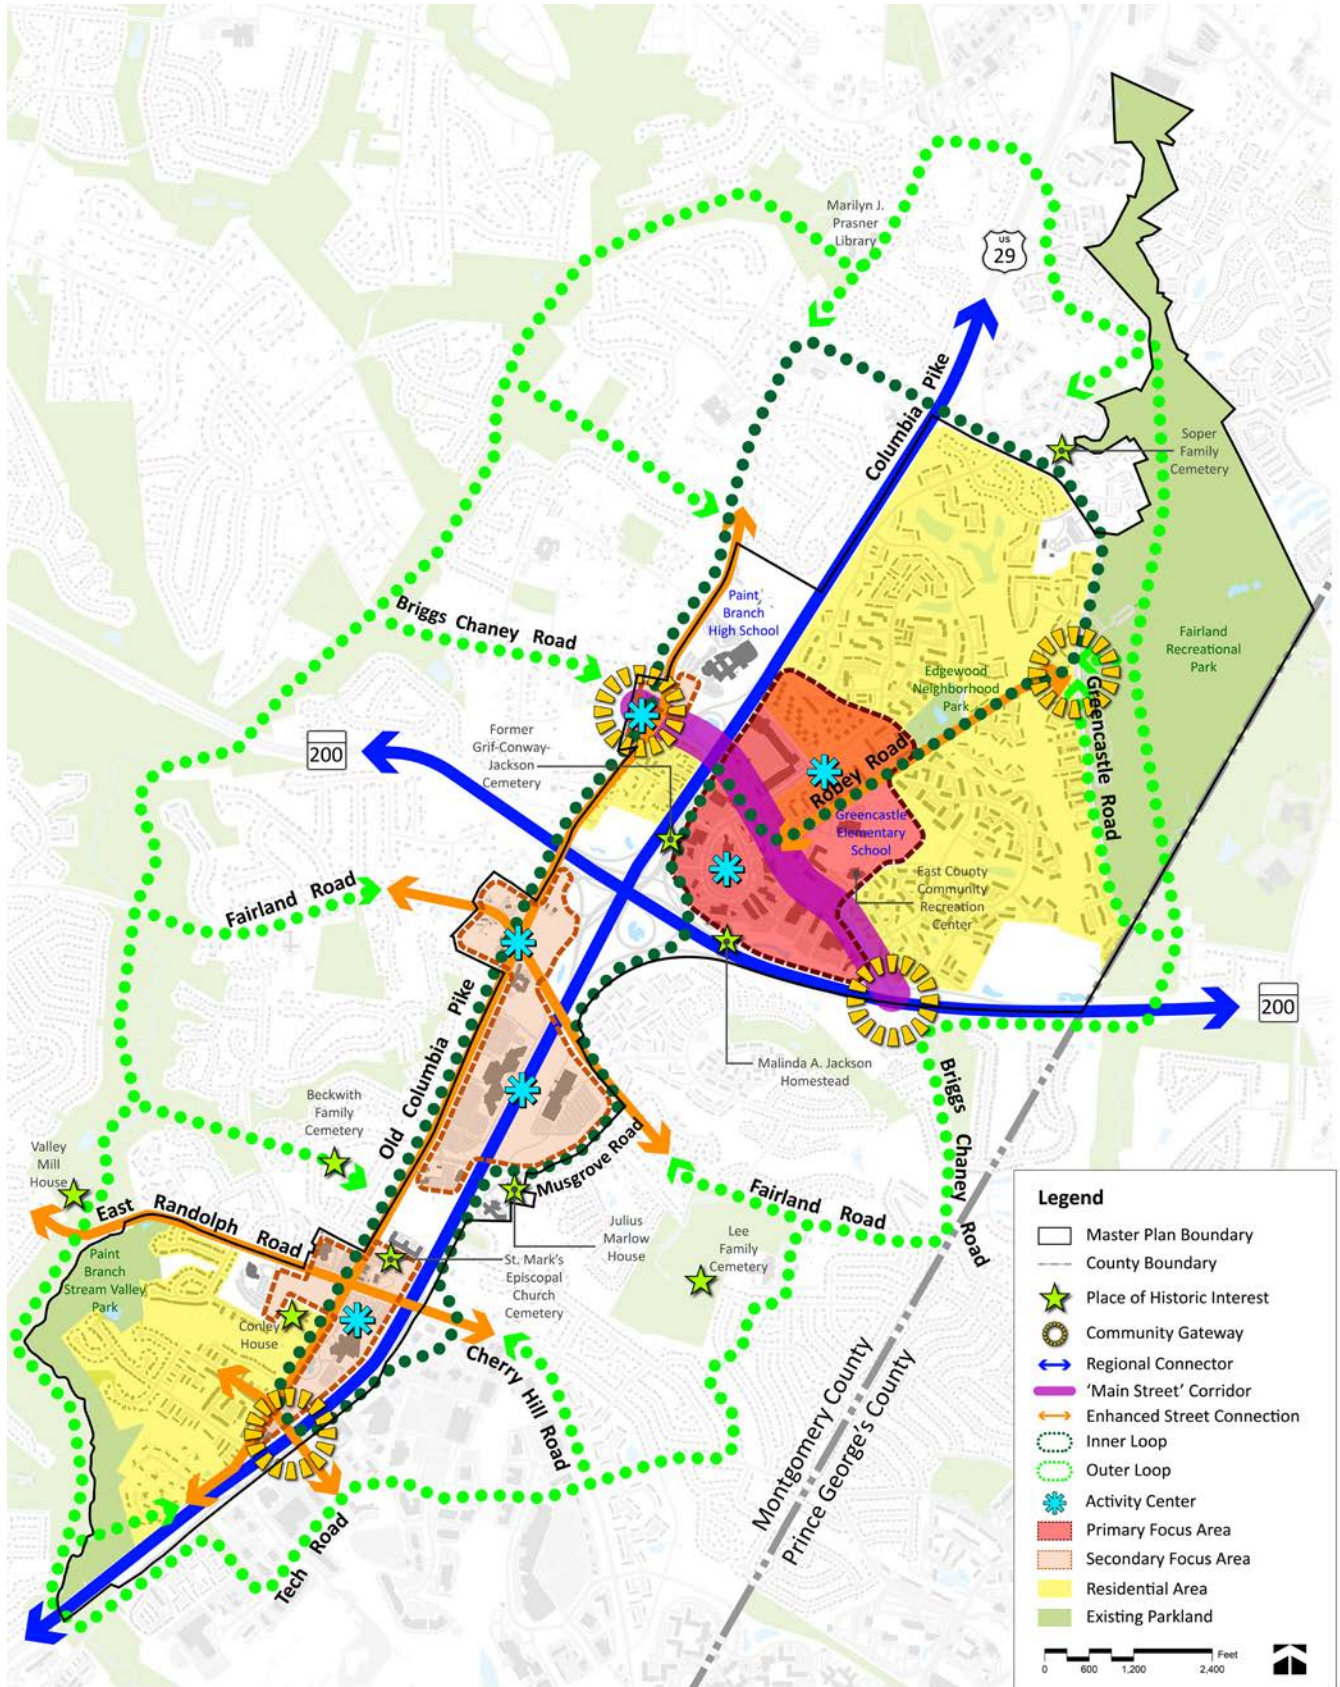 Marilyn J.
Prasner
Library
US
29
Columbia Pike
Soper
Family
Cemetery
Briggs Chaney Road
Paint
Branch
High School
Fairland
Recreational
Park
Edgewood
Neighborhood
Park
Greencastle Road
Former
Grif-Conway-
Jackson
Cemetery
200
Robey Road
Greencastle
Elementary
School
East County
Community
Recreation
Center
Fairland Road
Old Columbia Pike
200
Malinda A. Jackson
Homestead
Beckwith
Family
Cemetery
Briggs Chaney Road
Valley
Mill
House
Musgrove Road
East Randolph Road
Fairland Road
Julius
Marlow
House
Lee
Family
Cemetery
Paint
Branch
Stream Valley
Park
St. Mark's
Episcopal
Church
Cemetery
Conley
House
Cherry Hill Road
Tech Road
Montgomery County
Prince George's County
Legend
Master Plan Boundary
County Boundary
Place of Historic Interest
Community Gateway
Regional Connector
'Main Street' Corridor
Enhanced Street Connection
Inner Loop
Outer Loop
Activity Center
Primary Focus Area
Secondary Focus Area
Residential Area
Existing Parkland
Feet
0 600 1,200 2,400